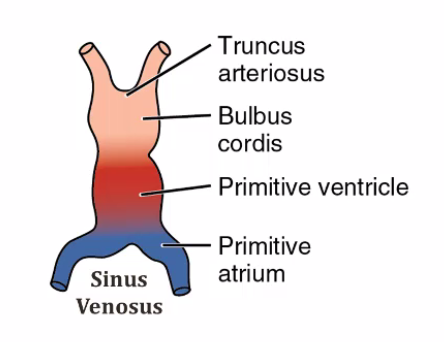 Truncus
arteriosus
Bulbus
cordis
Primitive ventricle
Primitive
atrium
Sinus
Venosus